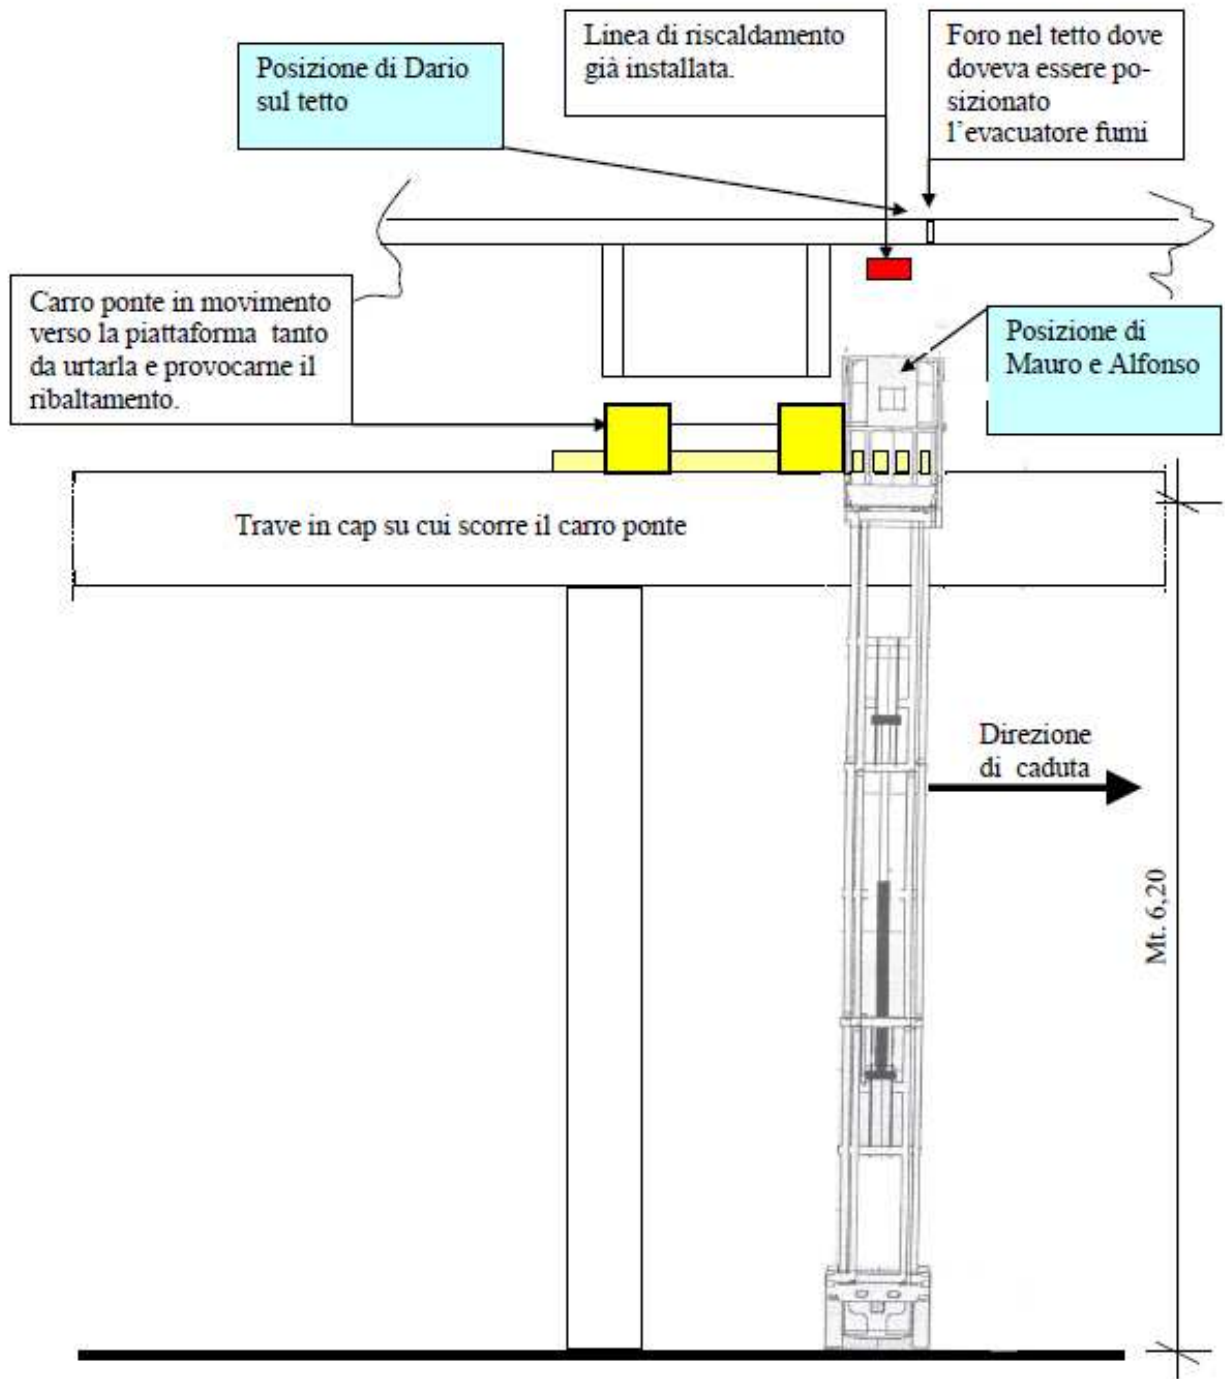 Posizione di Dario
sul tetto
Linea di riscaldamento
già installata.
Foro nel tetto dove
doveva essere po-
sizionato
l'evacuatore fumi
Carro ponte in movimento
verso la piattaforma tanto
da urtarla e provocarne il
ribaltamento.
Posizione di
Mauro e Alfonso
Trave in cap su cui scorre il carro ponte
Direzione
di caduta
Mt. 6,20